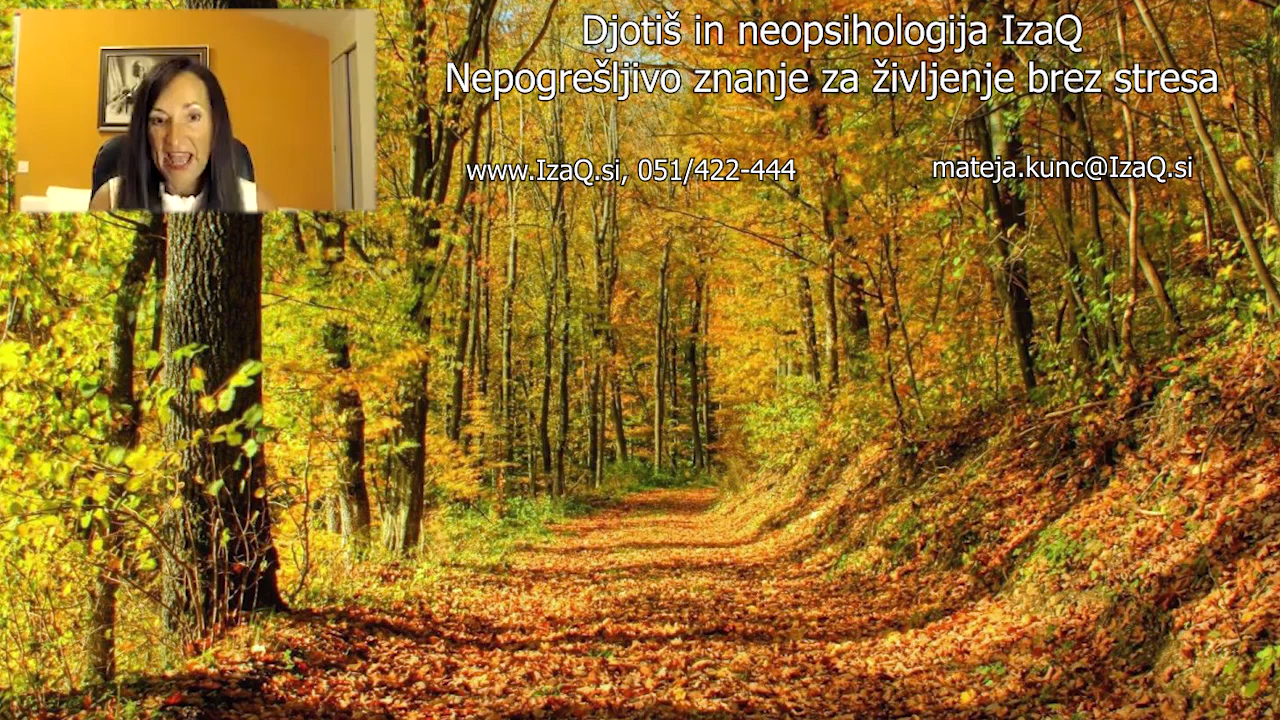 Djotiš in neopsihologija IzaQ
Nepogrešljivo znanje za življenje brez stresa
www.IzaQ.si, 051/422-444
mateja.kunc@IzaQ.si